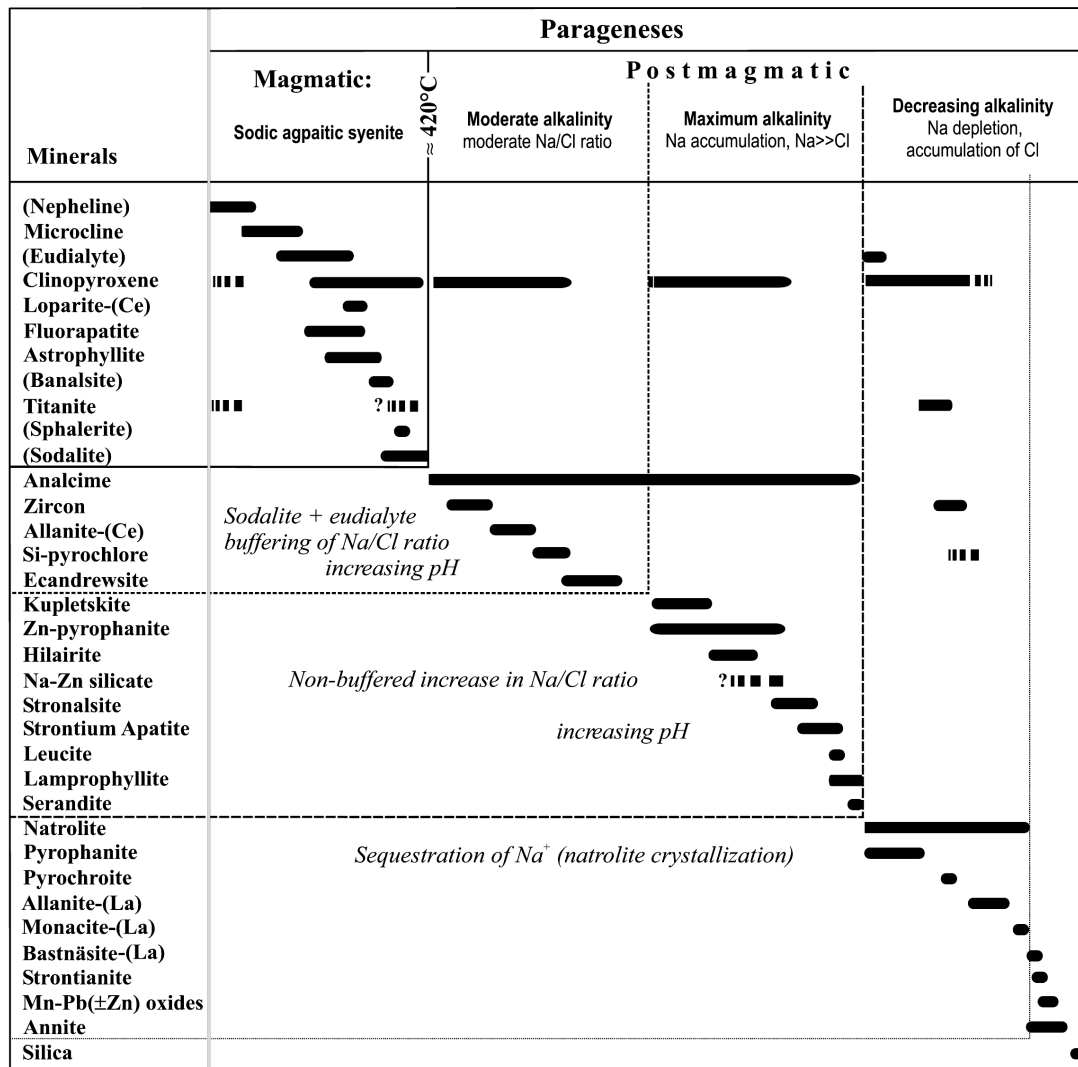 Parageneses
Postmagmatic
Magmatic:
Sodic agpaitic syenite
≈ 420°C
Moderate alkalinity
moderate Na/Cl ratio
Maximum alkalinity
Na accumulation, Na>>Cl
Decreasing alkalinity
Na depletion,
accumulation of Cl
Minerals
(Nepheline)
Microcline
(Eudialyte)
Clinopyroxene
Loparite-(Ce)
Fluorapatite
Astrophyllite
(Banalsite)
Titanite
?
(Sphalerite)
(Sodalite)
Analcime
Zircon
Allanite-(Ce)
Si-pyrochlore
Ecandrewsite
Sodalite + eudialyte
buffering of Na/Cl ratio
increasing pH
Kupletskite
Zn-pyrophanite
Hilairite
Na-Zn silicate
?
Stronalsite
Strontium Apatite
Leucite
Lamprophyllite
Serandite
Non-buffered increase in Na/Cl ratio
increasing pH
Natrolite
Pyrophanite
Pyrochroite
Allanite-(La)
Monacite-(La)
Bastnäsite-(La)
Strontianite
Mn-Pb(±Zn) oxides
Annite
Silica
Sequestration of Na⁺ (natrolite crystallization)